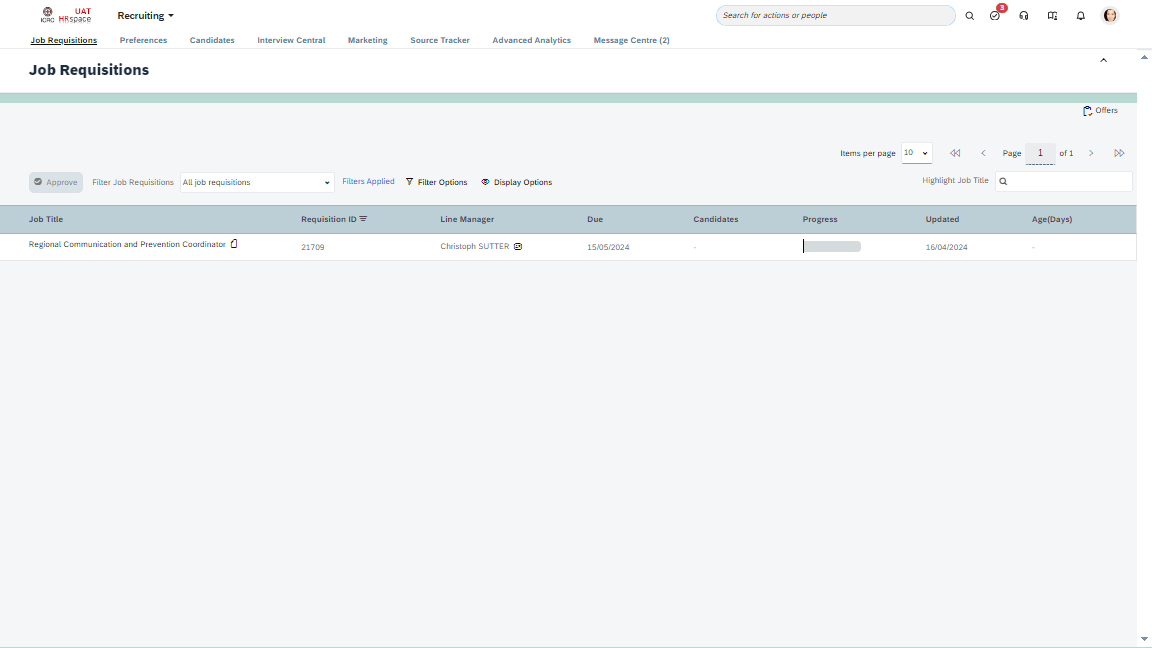 ICRC UAT HRspace
Recruiting
Search for actions or people
3
Job Requisitions Preferences Candidates Interview Central Marketing Source Tracker Advanced Analytics Message Centre (2)
Job Requisitions
Offers
Items per page 10 Page 1 of 1
Approve Filter Job Requisitions All job requisitions Filters Applied Filter Options Display Options Highlight Job Title
Job Title Requisition ID Line Manager Due Candidates Progress Updated Age(Days)
Regional Communication and Prevention Coordinator 21709 Christoph SUTTER 15/05/2024 - 16/04/2024 -